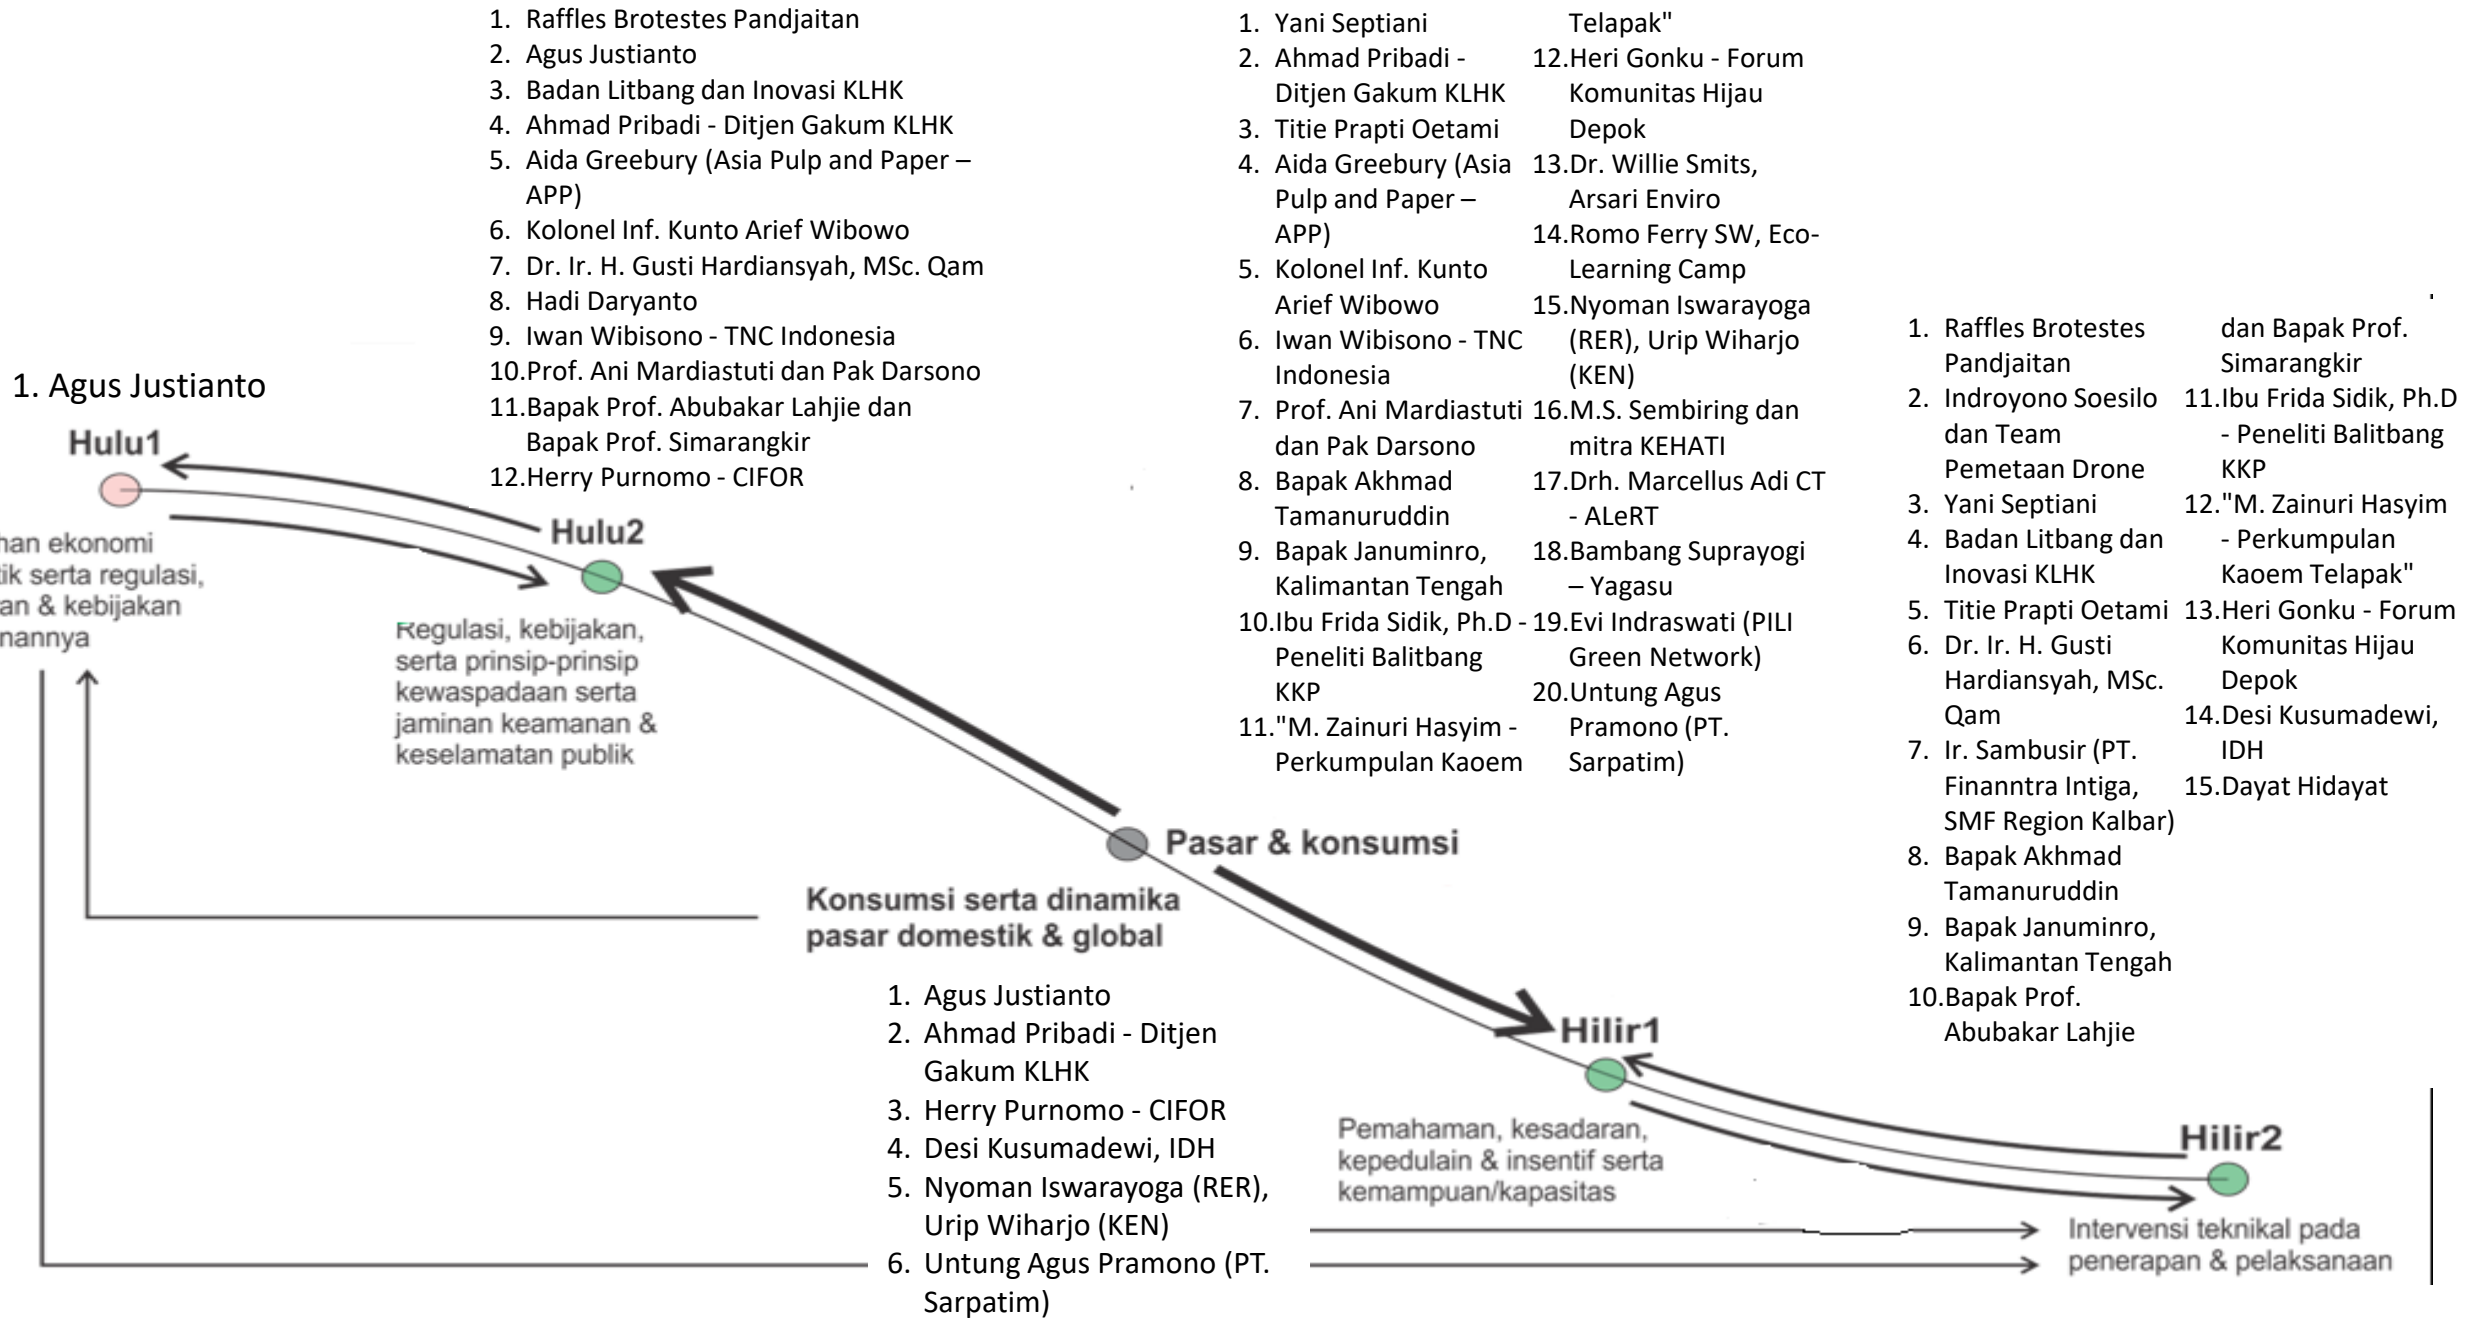 1. Raffles Brotestes Pandjaitan
2. Agus Justianto
3. Badan Litbang dan Inovasi KLHK
4. Ahmad Pribadi - Ditjen Gakum KLHK
5. Aida Greebury (Asia Pulp and Paper –
APP)
6. Kolonel Inf. Kunto Arief Wibowo
7. Dr. Ir. H. Gusti Hardiansyah, MSc. Qam
8. Hadi Daryanto
9. Iwan Wibisono - TNC Indonesia
10.Prof. Ani Mardiastuti dan Pak Darsono
11.Bapak Prof. Abubakar Lahjie dan
Bapak Prof. Simarangkir
12.Herry Purnomo - CIFOR
1. Yani Septiani
2. Ahmad Pribadi -
Ditjen Gakum KLHK
3. Titie Prapti Oetami
4. Aida Greebury (Asia
Pulp and Paper –
APP)
5. Kolonel Inf. Kunto
Arief Wibowo
6. Iwan Wibisono - TNC
Indonesia
7. Prof. Ani Mardiastuti
dan Pak Darsono
8. Bapak Akhmad
Tamanuruddin
9. Bapak Januminro,
Kalimantan Tengah
10.Ibu Frida Sidik, Ph.D -
Peneliti Balitbang
KKP
11."M. Zainuri Hasyim -
Perkumpulan Kaoem
Telapak"
12.Heri Gonku - Forum
Komunitas Hijau
Depok
13.Dr. Willie Smits,
Arsari Enviro
14.Romo Ferry SW, Eco-
Learning Camp
15.Nyoman Iswarayoga
(RER), Urip Wiharjo
(KEN)
16.M.S. Sembiring dan
mitra KEHATI
17.Drh. Marcellus Adi CT
- ALeRT
18.Bambang Suprayogi
– Yagasu
19.Evi Indraswati (PILI
Green Network)
20.Untung Agus
Pramono (PT.
Sarpatim)
1. Raffles Brotestes
Pandjaitan
2. Indroyono Soesilo
dan Team
Pemetaan Drone
3. Yani Septiani
4. Badan Litbang dan
Inovasi KLHK
5. Titie Prapti Oetami
6. Dr. Ir. H. Gusti
Hardiansyah, MSc.
Qam
7. Ir. Sambusir (PT.
Finanntra Intiga,
SMF Region Kalbar)
8. Bapak Akhmad
Tamanuruddin
9. Bapak Januminro,
Kalimantan Tengah
10.Bapak Prof.
Abubakar Lahjie
dan Bapak Prof.
Simarangkir
11.Ibu Frida Sidik, Ph.D
- Peneliti Balitbang
KKP
12."M. Zainuri Hasyim
- Perkumpulan
Kaoem Telapak"
13.Heri Gonku - Forum
Komunitas Hijau
Depok
14.Desi Kusumadewi,
IDH
15.Dayat Hidayat
1. Agus Justianto
Hulu1
ekonomi
serta regulasi,
& kebijakan
Hulu2
Regulasi, kebijakan,
serta prinsip-prinsip
kewaspadaan serta
jaminan keamanan &
keselamatan publik
Pasar & konsumsi
Konsumsi serta dinamika
pasar domestik & global
1. Agus Justianto
2. Ahmad Pribadi - Ditjen
Gakum KLHK
3. Herry Purnomo - CIFOR
4. Desi Kusumadewi, IDH
5. Nyoman Iswarayoga (RER),
Urip Wiharjo (KEN)
6. Untung Agus Pramono (PT.
Sarpatim)
Hilir1
Pemahaman, kesadaran,
kepedulain & insentif serta
kemampuan/kapasitas
Hilir2
Intervensi teknikal pada
penerapan & pelaksanaan